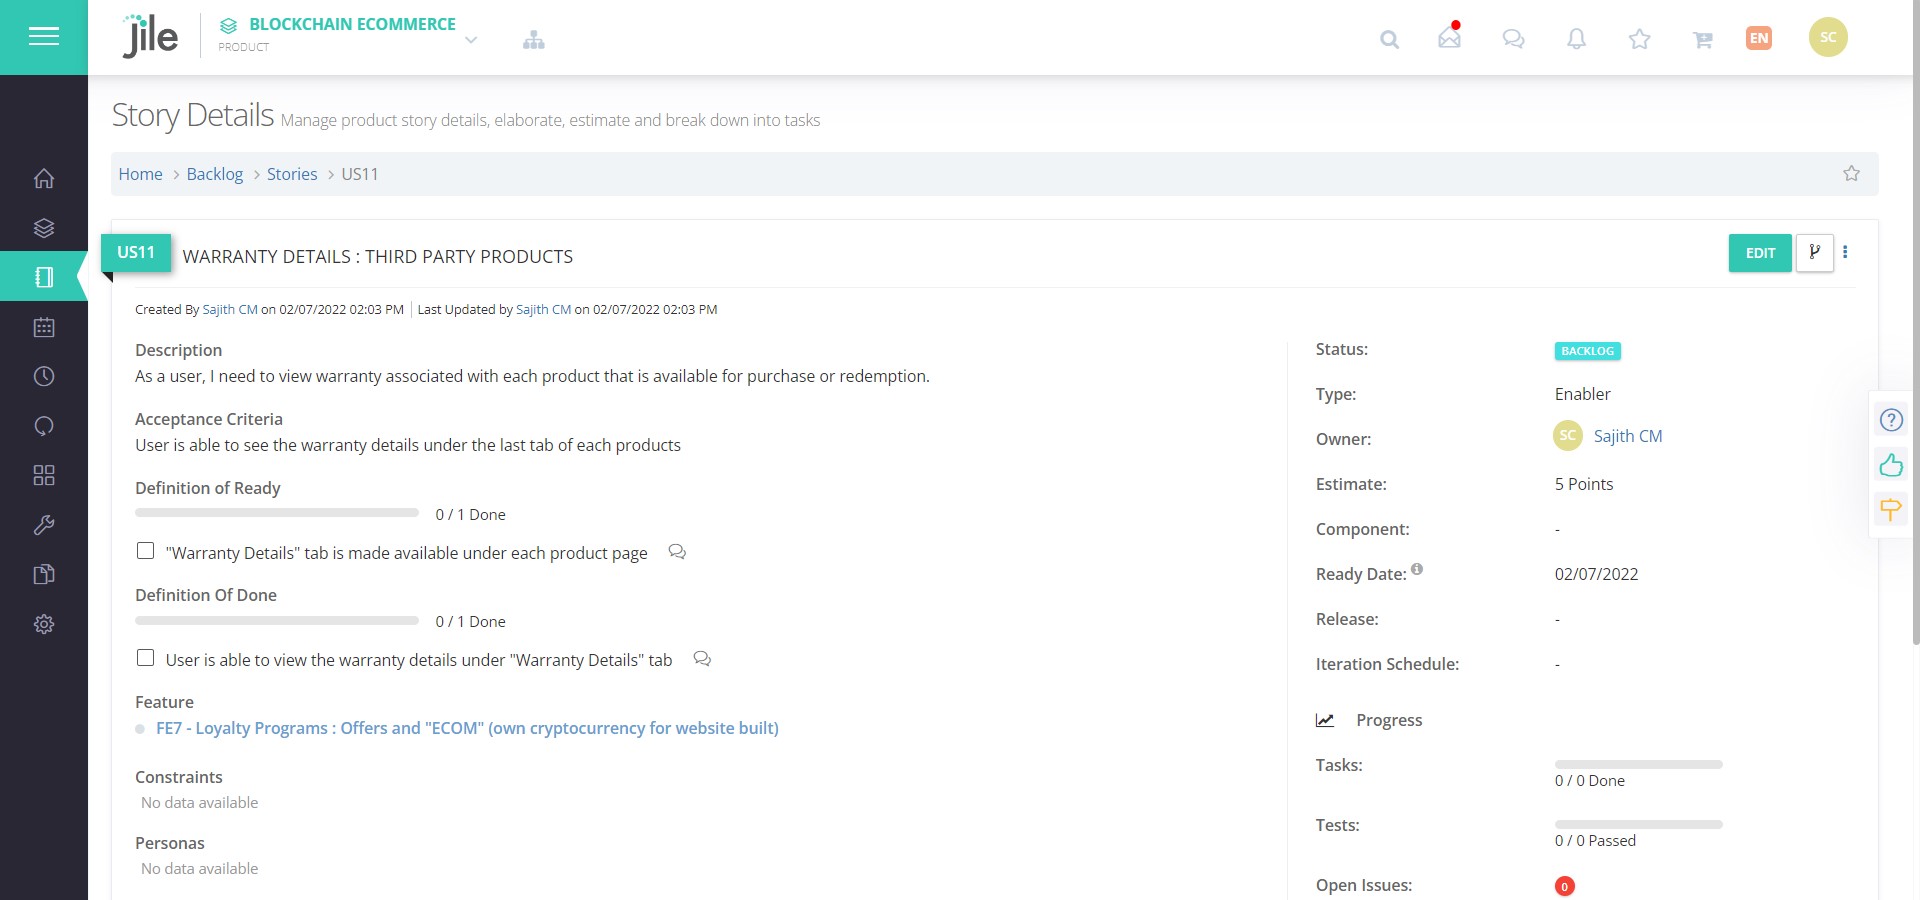 jile
BLOCKCHAIN ECOMMERCE
PRODUCT
EN
SC
Story Details Manage product story details, elaborate, estimate and break down into tasks
Home > Backlog > Stories > US11
US11
WARRANTY DETAILS : THIRD PARTY PRODUCTS
EDIT
Created By Sajith CM on 02/07/2022 02:03 PM | Last Updated by Sajith CM on 02/07/2022 02:03 PM
Description
As a user, I need to view warranty associated with each product that is available for purchase or redemption.
Acceptance Criteria
User is able to see the warranty details under the last tab of each products
Definition of Ready
0 / 1 Done
"Warranty Details" tab is made available under each product page
Definition Of Done
0 / 1 Done
User is able to view the warranty details under "Warranty Details" tab
Feature
FE7 - Loyalty Programs : Offers and "ECOM" (own cryptocurrency for website built)
Constraints
No data available
Personas
No data available
Status: BACKLOG
Type: Enabler
Owner: SC Sajith CM
Estimate: 5 Points
Component: -
Ready Date: 02/07/2022
Release: -
Iteration Schedule: -
Progress
Tasks:
0 / 0 Done
Tests:
0 / 0 Passed
Open Issues: 0